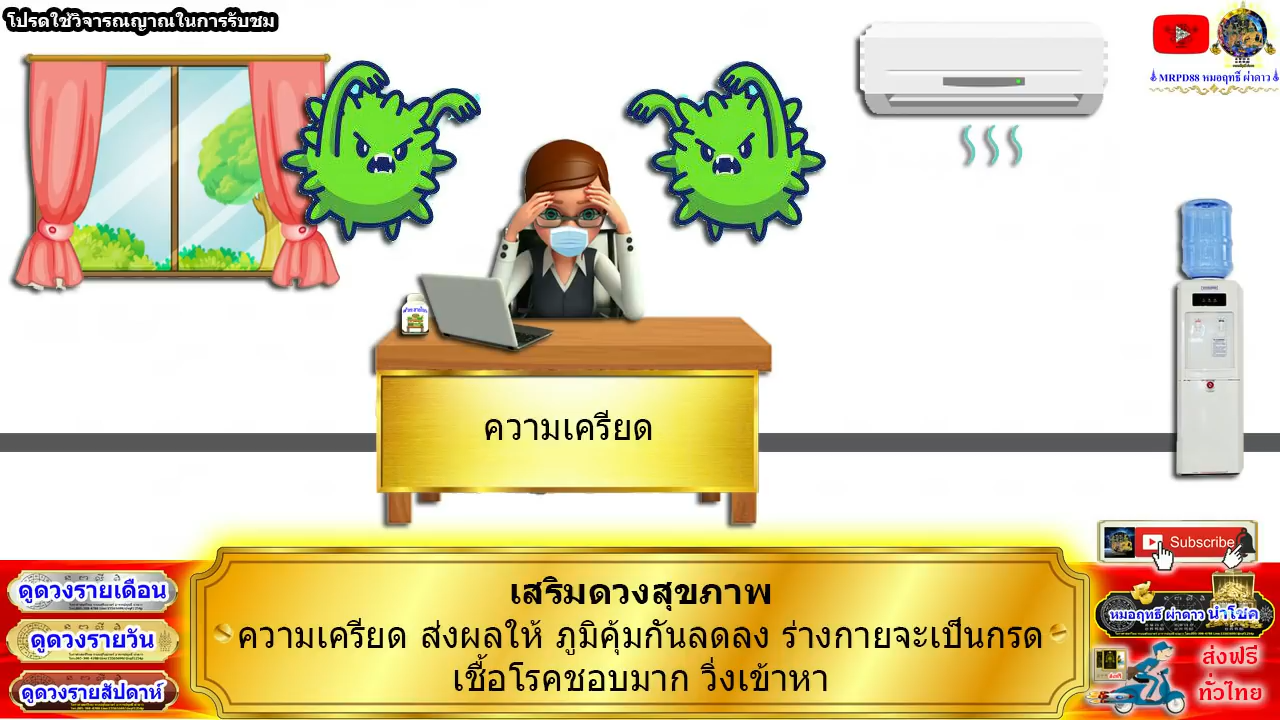 โปรดใช้วิจารณญาณในการรับชม
MRPD88 หมอฤทธิ์ ผ่าดาว
ความเครียด
Subscribe
เสริมดวงสุขภาพ
ความเครียด ส่งผลให้ ภูมิคุ้มกันลดลง ร่างกายจะเป็นกรด
เชื้อโรคชอบมาก วิ่งเข้าหา
ดูดวงรายเดือน
ดูดวงรายวัน
ดูดวงรายสัปดาห์
หมอฤทธิ์ ผ่าดาว นำโชค
ส่งฟรี
ทั่วไทย